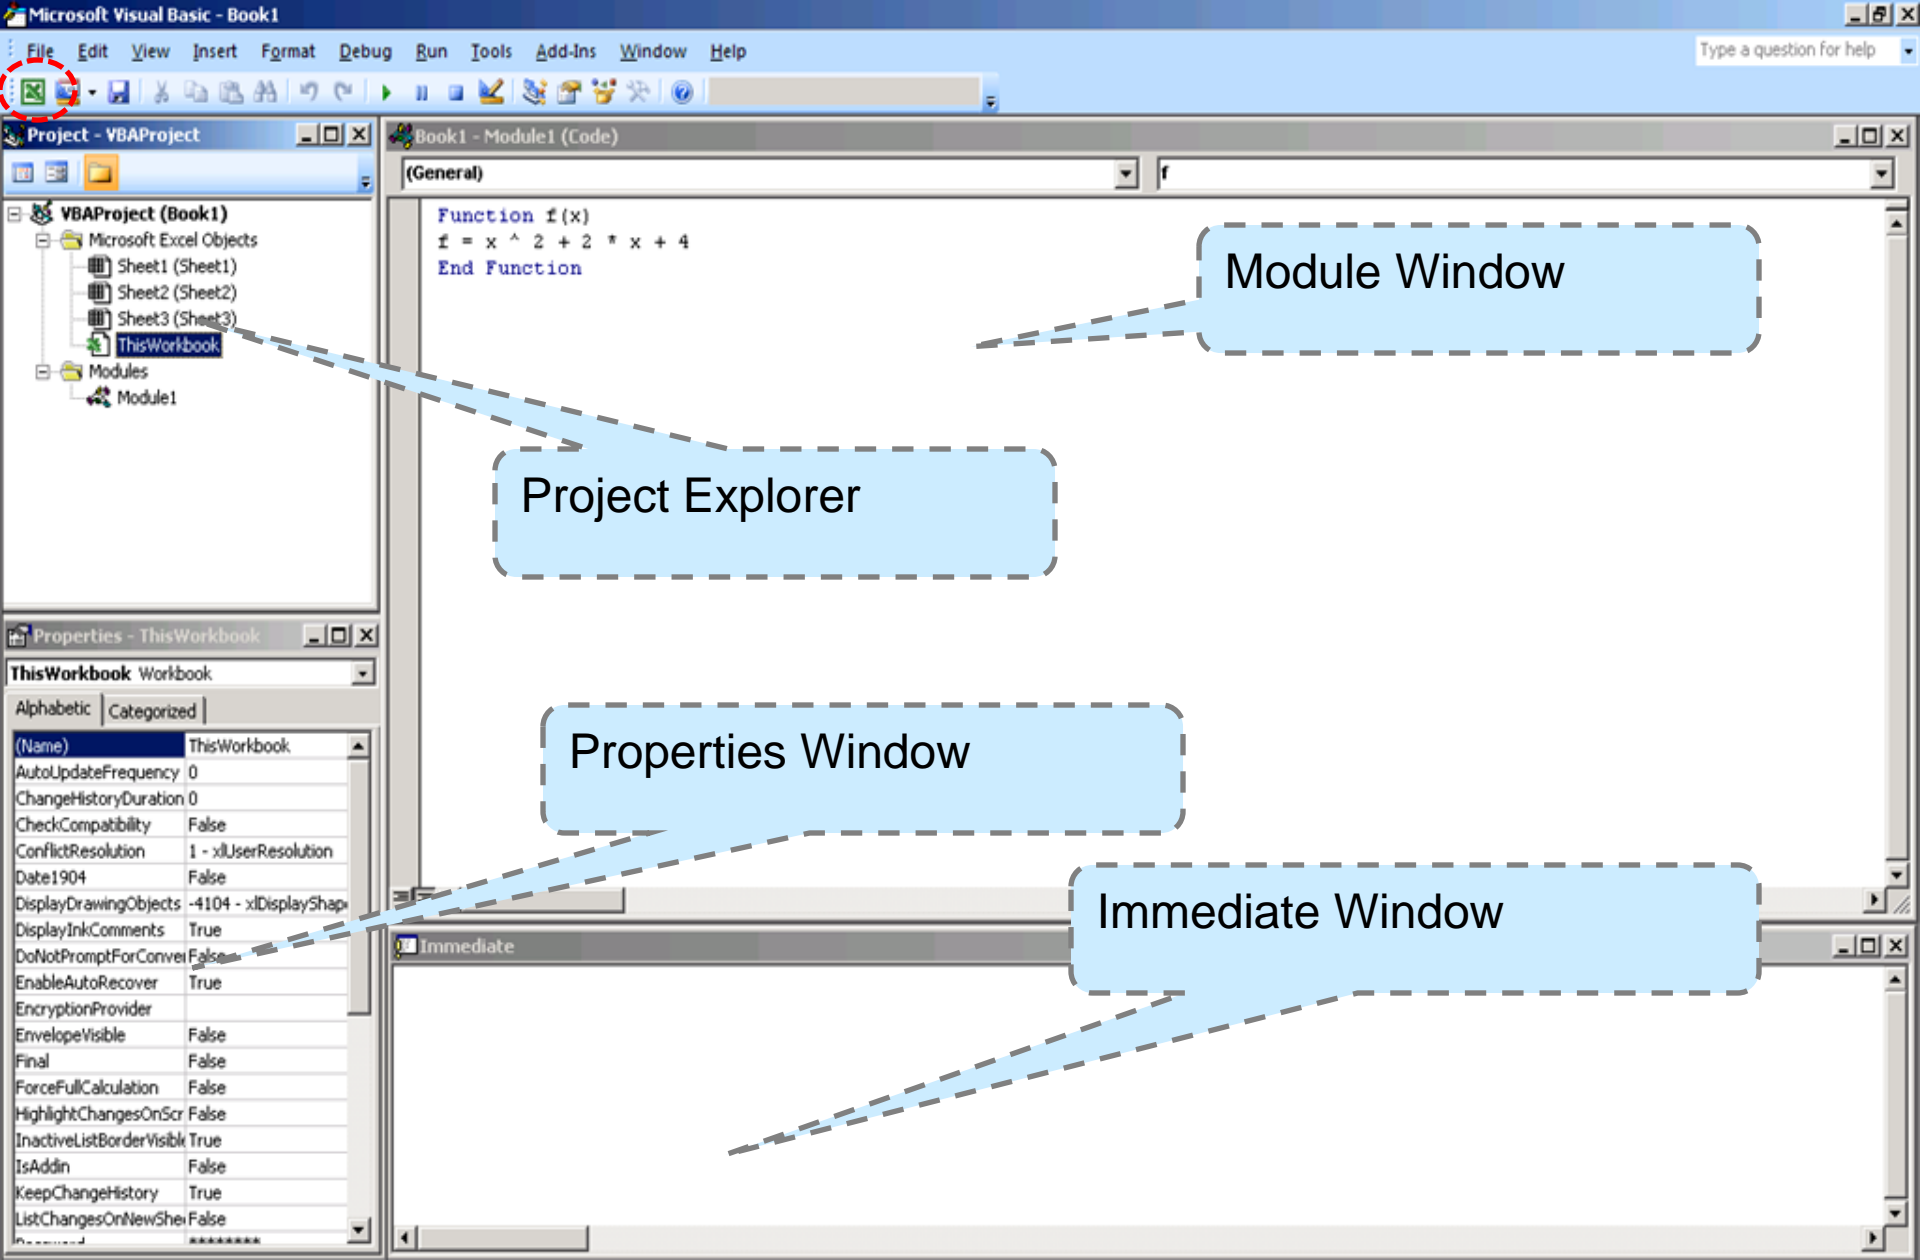 Microsoft Visual Basic - Book1
File Edit View Insert Format Debug Run Tools Add-Ins Window Help
Type a question for help
Project - VBAProject
VBAProject (Book1)
Microsoft Excel Objects
Sheet1 (Sheet1)
Sheet2 (Sheet2)
Sheet3 (Sheet3)
ThisWorkbook
Modules
Module1
Book1 - Module1 (Code)
(General) f
Function f(x)
f = x ^ 2 + 2 * x + 4
End Function
Module Window
Project Explorer
Properties - ThisWorkbook
ThisWorkbook Workbook
Alphabetic Categorized
(Name) ThisWorkbook
AutoUpdateFrequency 0
ChangeHistoryDuration 0
CheckCompatibility False
ConflictResolution 1 - xlUserResolution
Date1904 False
DisplayDrawingObjects -4104 - xlDisplayShap
DisplayInkComments True
DoNotPromptForConver False
EnableAutoRecover True
EncryptionProvider
EnvelopeVisible False
Final False
ForceFullCalculation False
HighlightChangesOnScr False
InactiveListBorderVisible True
IsAddin False
KeepChangeHistory True
ListChangesOnNewShe False
Password ********
Properties Window
Immediate Window
Immediate